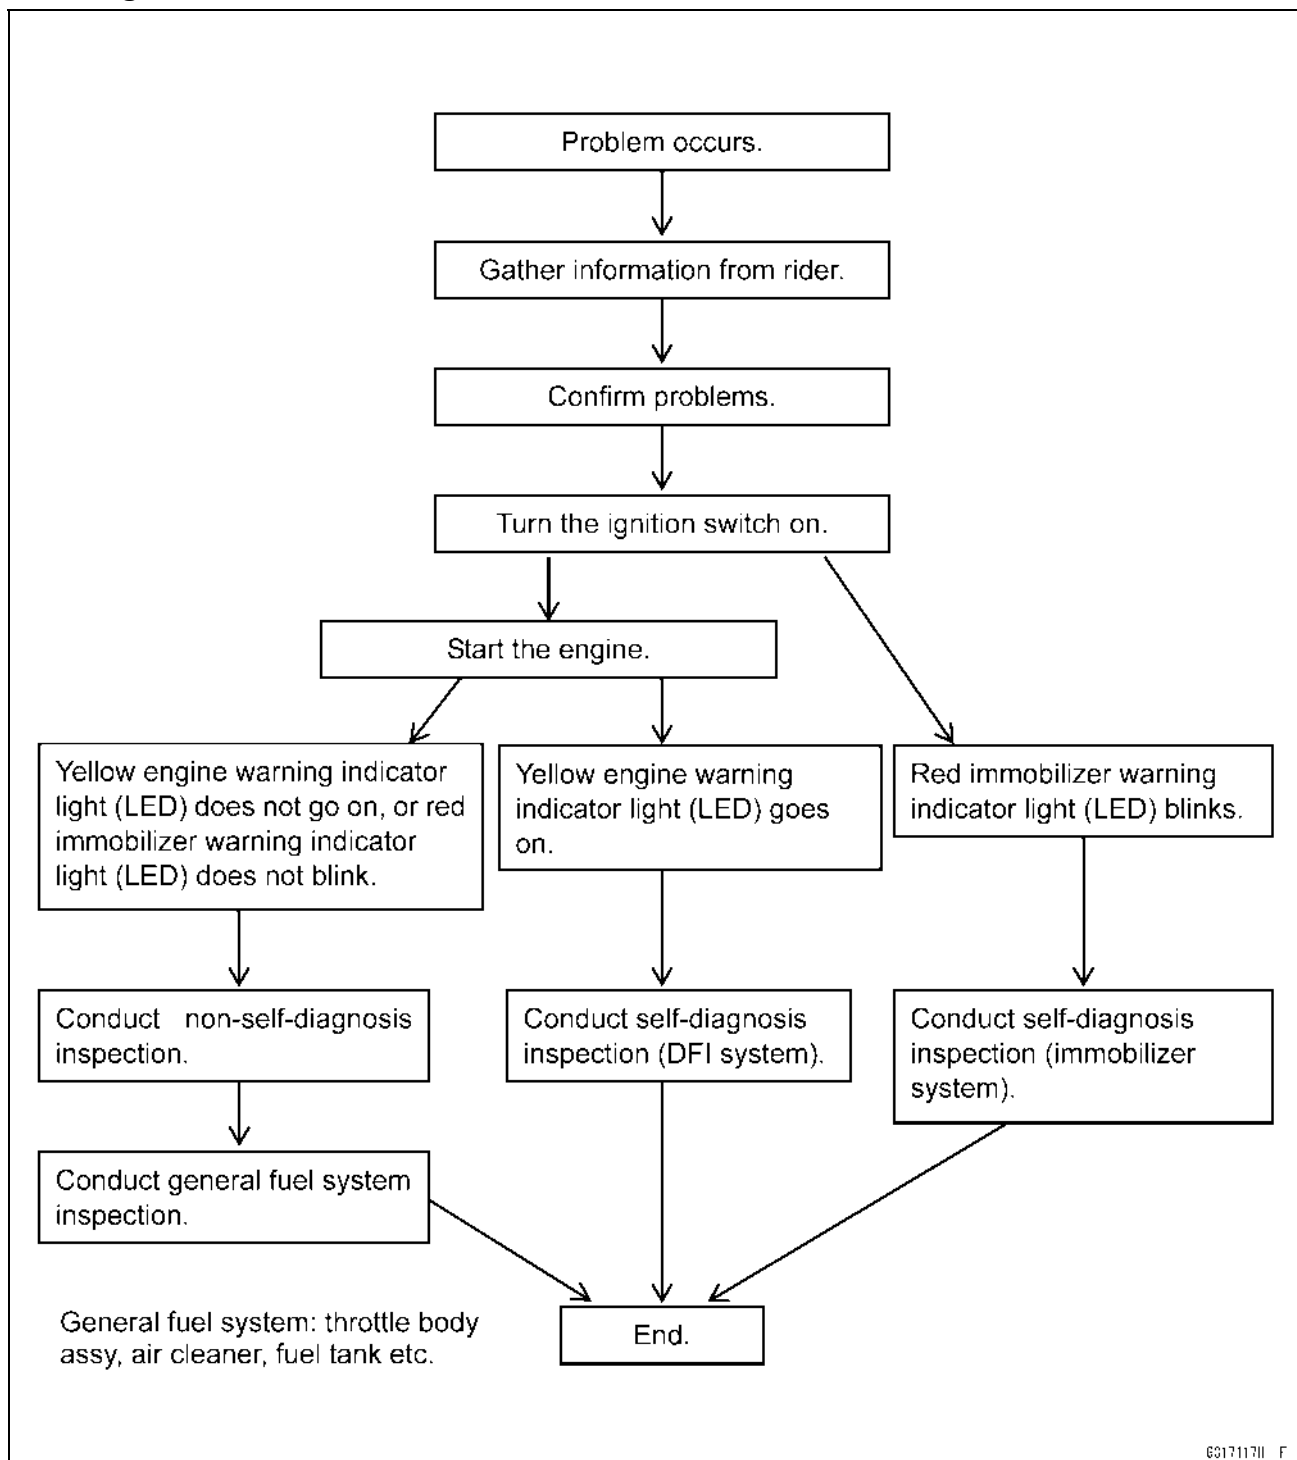 Problem occurs.
Gather information from rider.
Confirm problems.
Turn the ignition switch on.
Start the engine.
Yellow engine warning indicator
light (LED) does not go on, or red
immobilizer warning indicator
light (LED) does not blink.
Yellow engine warning
indicator light (LED) goes
on.
Red immobilizer warning
indicator light (LED) blinks.
Conduct non-self-diagnosis
inspection.
Conduct self-diagnosis
inspection (DFI system).
Conduct self-diagnosis
inspection (immobilizer
system).
Conduct general fuel system
inspection.
General fuel system: throttle body
assy, air cleaner, fuel tank etc.
End.